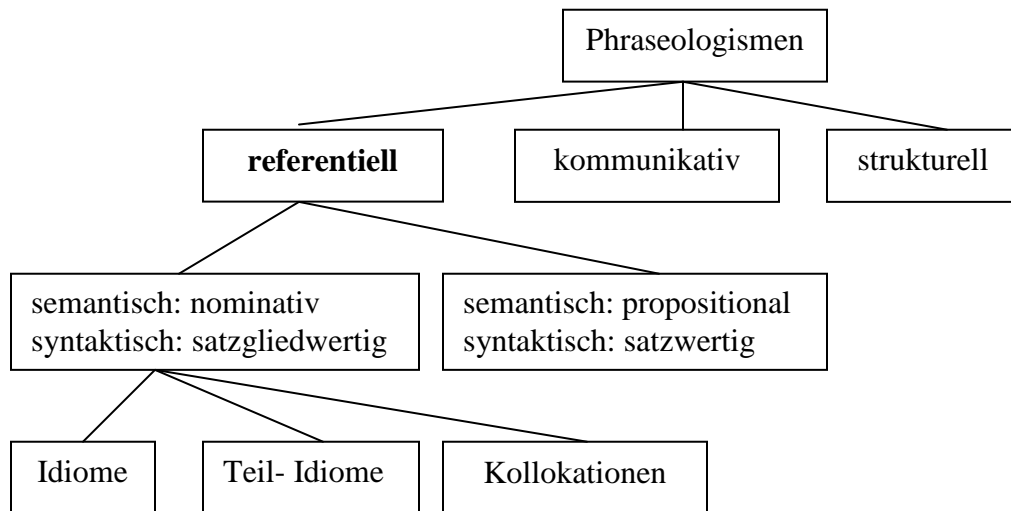 Phraseologismen
referentiell
kommunikativ
strukturell
semantisch: nominativ
syntaktisch: satzgliedwertig
semantisch: propositional
syntaktisch: satzwertig
Idiome
Teil- Idiome
Kollokationen